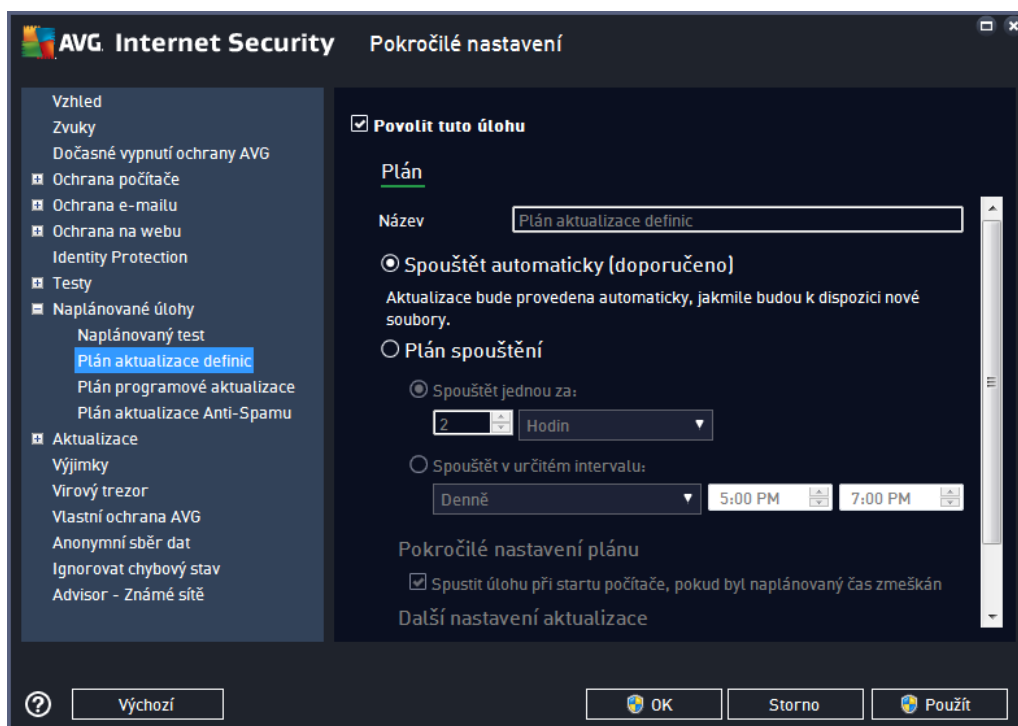 AVG Internet Security Pokročilé nastavení
Vzhled
Zvuky
Dočasné vypnutí ochrany AVG
Ochrana počítače
Ochrana e-mailu
Ochrana na webu
Identity Protection
Testy
Naplánované úlohy
Naplánovaný test
Plán aktualizace definic
Plán programové aktualizace
Plán aktualizace Anti-Spamu
Aktualizace
Výjimky
Virový trezor
Vlastní ochrana AVG
Anonymní sběr dat
Ignorovat chybový stav
Advisor - Známé sítě
Povolit tuto úlohu
Plán
Název Plán aktualizace definic
Spouštět automaticky (doporučeno)
Aktualizace bude provedena automaticky, jakmile budou k dispozici nové
soubory.
Plán spouštění
Spouštět jednou za:
2 Hodin
Spouštět v určitém intervalu:
Denně 5:00 PM 7:00 PM
Pokročilé nastavení plánu
Spustit úlohu při startu počítače, pokud byl naplánovaný čas zmeškán
Další nastavení aktualizace
? Výchozí OK Storno Použít